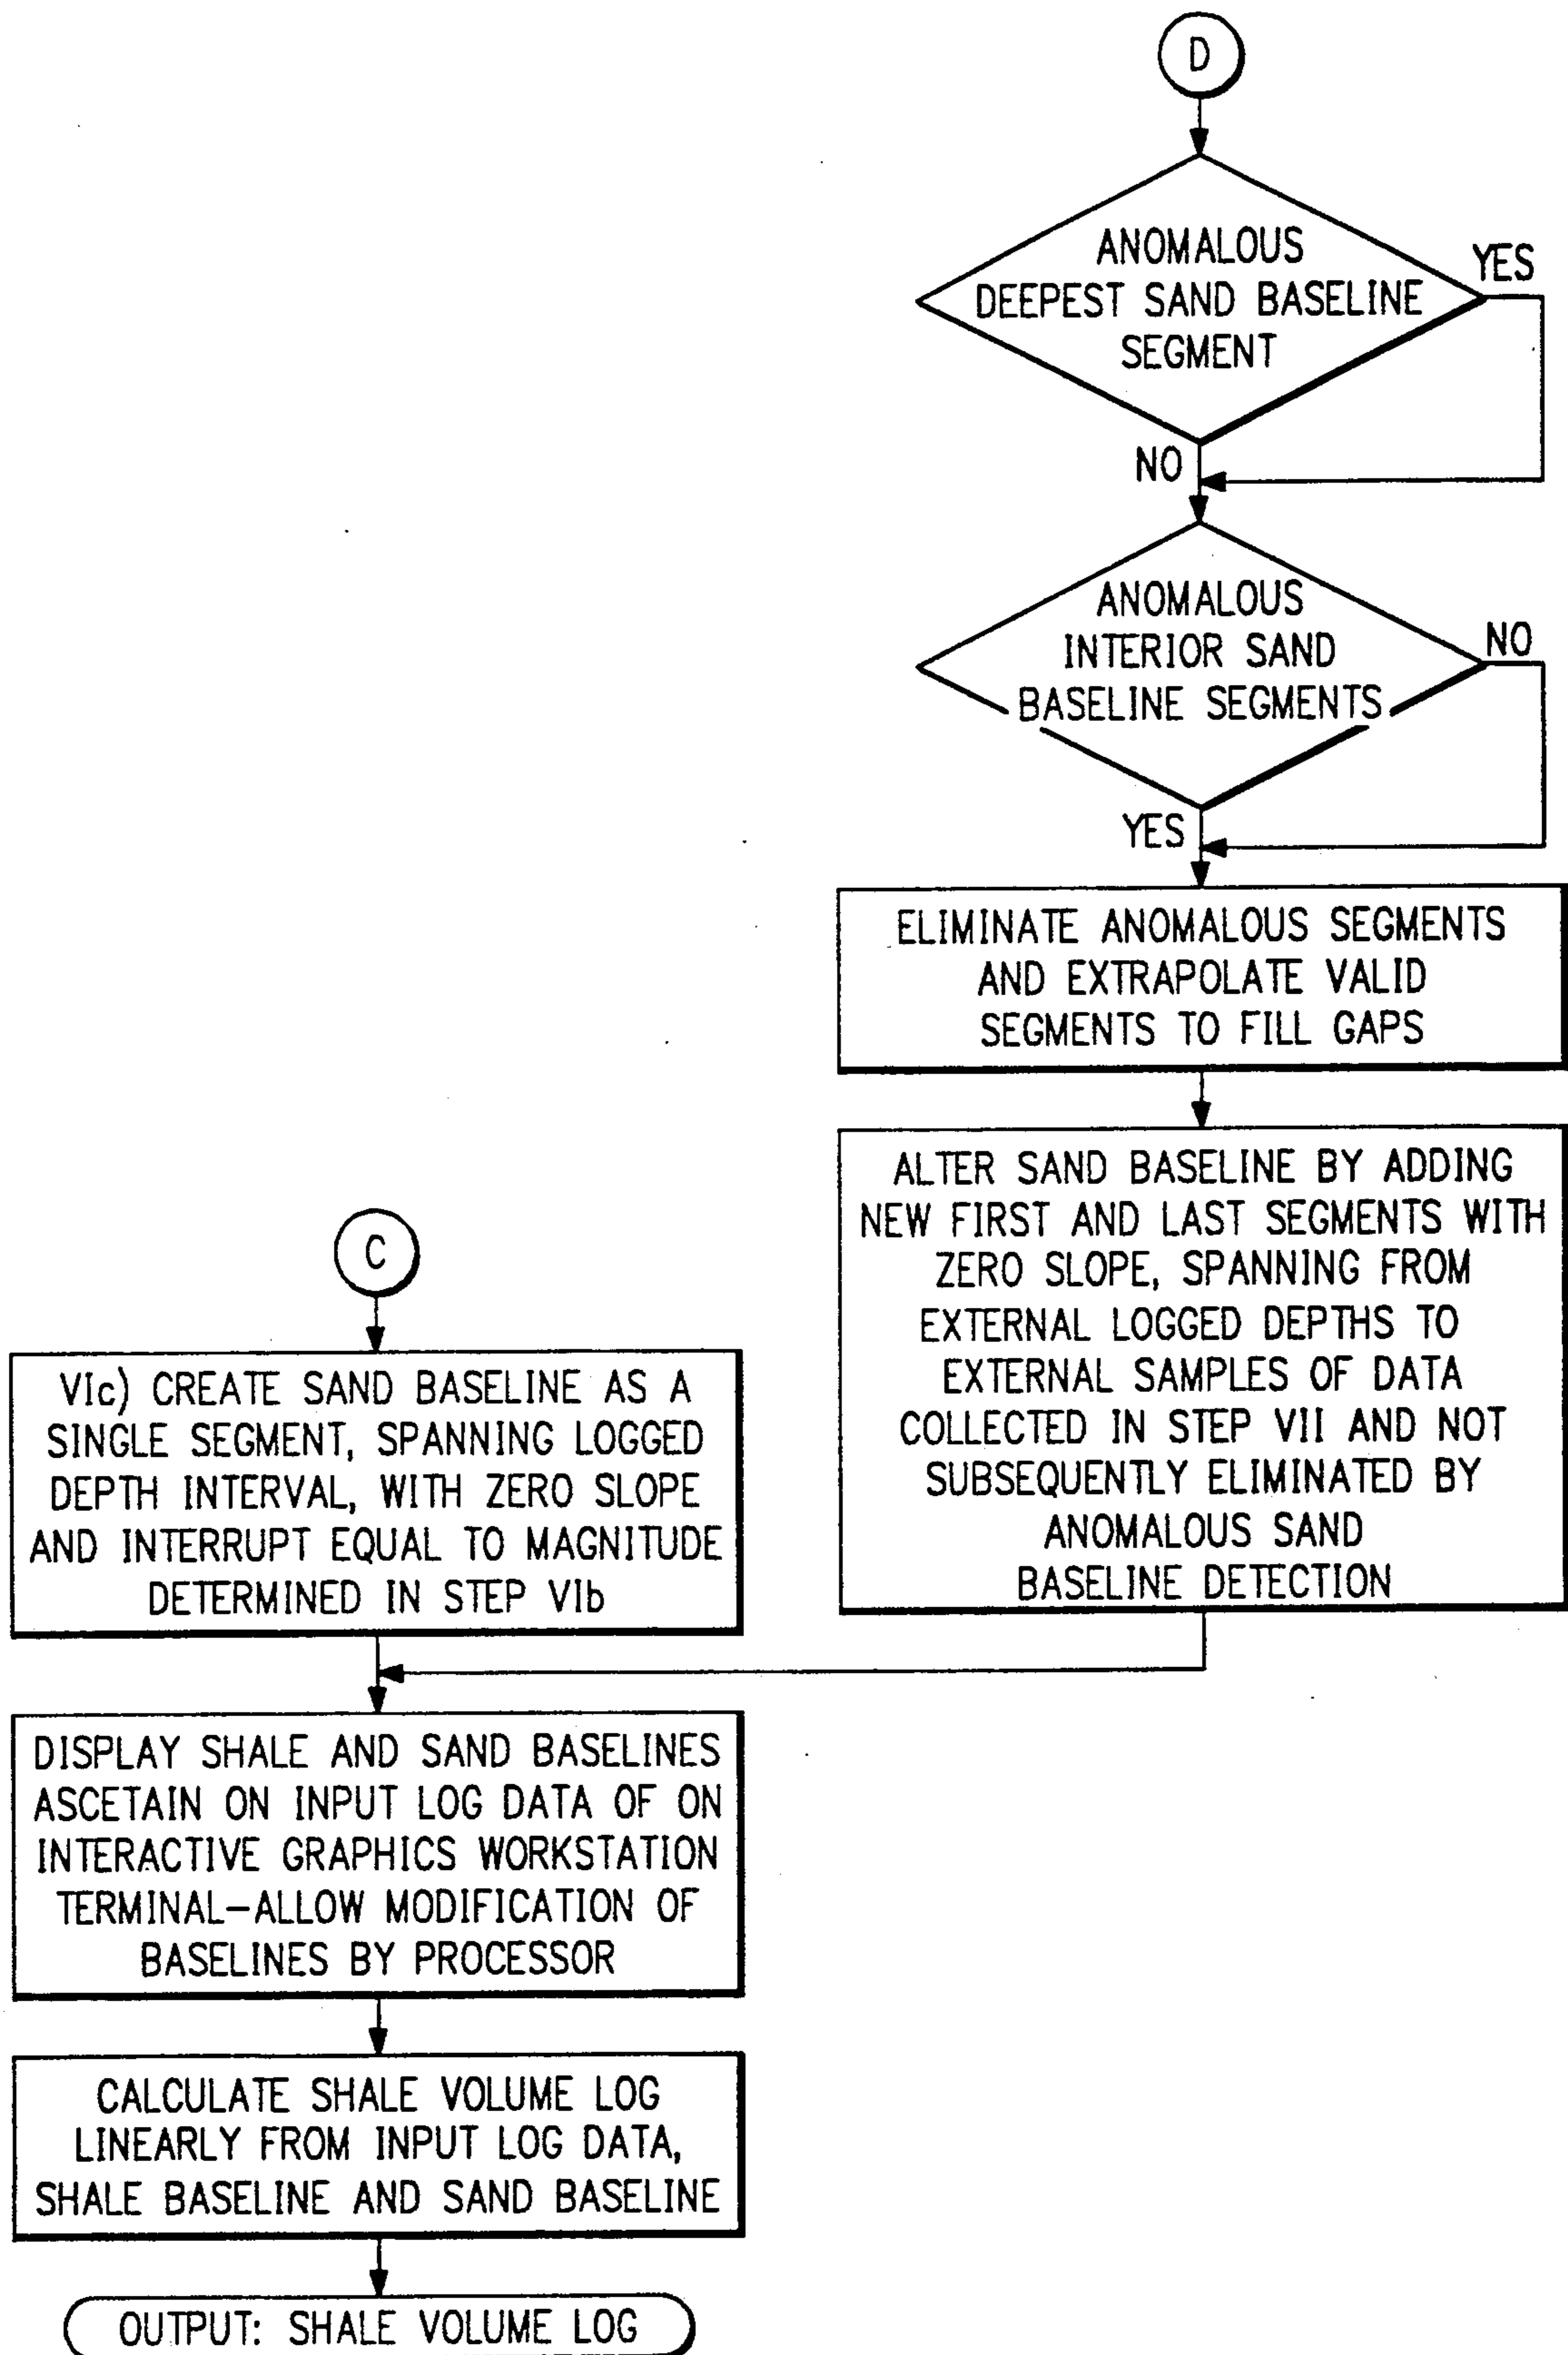 D
ANOMALOUS
DEEPEST SAND BASELINE
SEGMENT
YES
NO
ANOMALOUS
INTERIOR SAND
BASELINE SEGMENTS
NO
YES
ELIMINATE ANOMALOUS SEGMENTS
AND EXTRAPOLATE VALID
SEGMENTS TO FILL GAPS
ALTER SAND BASELINE BY ADDING
NEW FIRST AND LAST SEGMENTS WITH
ZERO SLOPE, SPANNING FROM
EXTERNAL LOGGED DEPTHS TO
EXTERNAL SAMPLES OF DATA
COLLECTED IN STEP VII AND NOT
SUBSEQUENTLY ELIMINATED BY
ANOMALOUS SAND
BASELINE DETECTION
C
VIc) CREATE SAND BASELINE AS A
SINGLE SEGMENT, SPANNING LOGGED
DEPTH INTERVAL, WITH ZERO SLOPE
AND INTERRUPT EQUAL TO MAGNITUDE
DETERMINED IN STEP VIb
DISPLAY SHALE AND SAND BASELINES
ASCETAIN ON INPUT LOG DATA OF ON
INTERACTIVE GRAPHICS WORKSTATION
TERMINAL-ALLOW MODIFICATION OF
BASELINES BY PROCESSOR
CALCULATE SHALE VOLUME LOG
LINEARLY FROM INPUT LOG DATA,
SHALE BASELINE AND SAND BASELINE
OUTPUT: SHALE VOLUME LOG